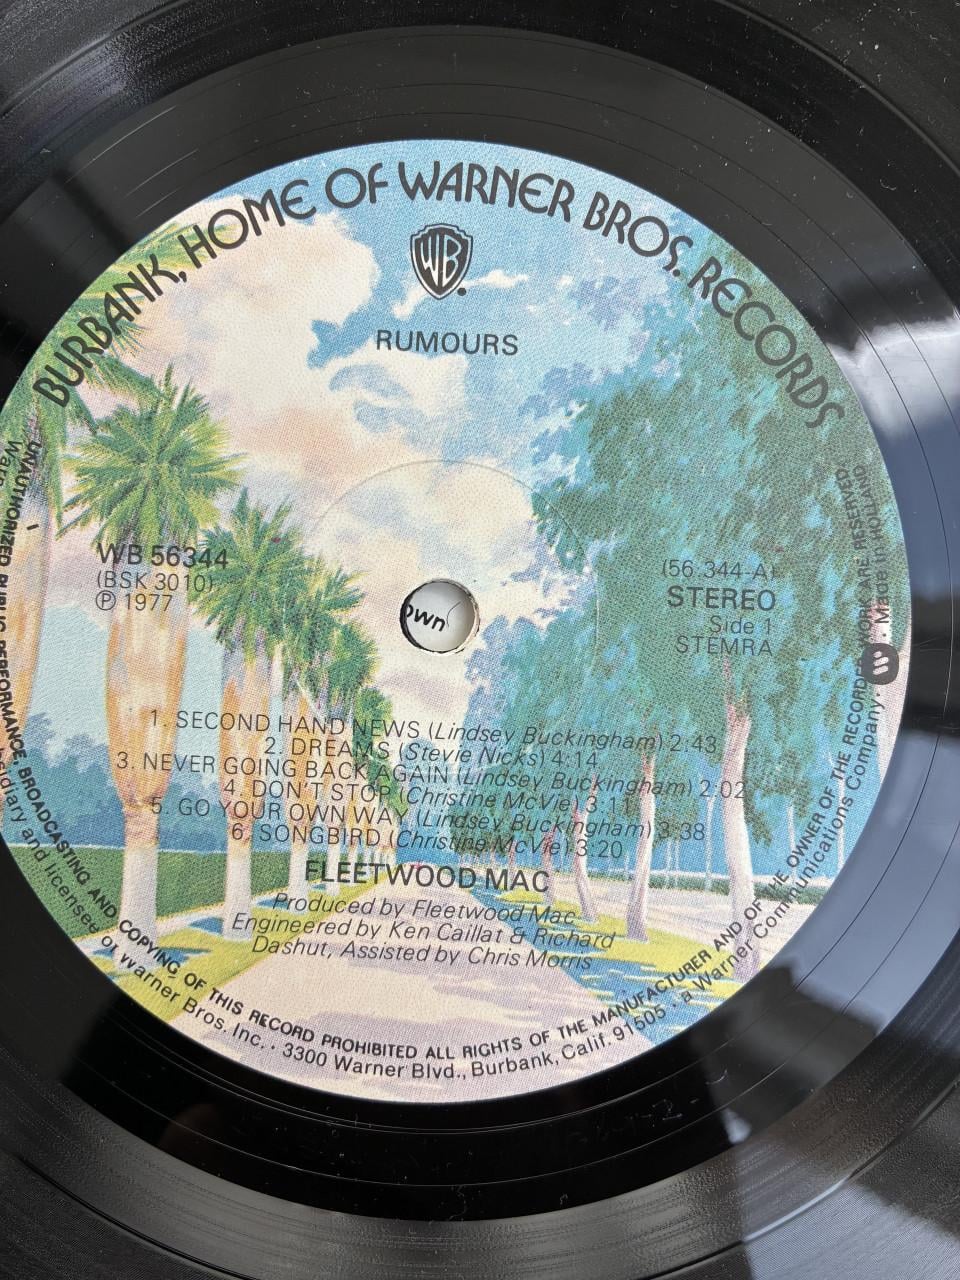 BURBANK, HOME OF WARNER BROS. RECORDS
WB
RUMOURS
WB 56344
(BSK 3010)
℗ 1977
(56.344-A)
STEREO
Side 1
STEMRA
own
1. SECOND HAND NEWS (Lindsey Buckingham) 2:43
2. DREAMS (Stevie Nicks) 4:14
3. NEVER GOING BACK AGAIN (Lindsey Buckingham) 2:02
4. DON'T STOP (Christine McVie) 3:11
5. GO YOUR OWN WAY (Lindsey Buckingham) 3:38
6. SONGBIRD (Christine McVie) 3:20
FLEETWOOD MAC
Produced by Fleetwood Mac
Engineered by Ken Caillat & Richard
Dashut, Assisted by Chris Morris
UNAUTHORIZED PUBLIC PERFORMANCE, BROADCASTING AND COPYING OF THIS RECORD PROHIBITED ALL RIGHTS OF THE MANUFACTURER AND OF THE OWNER OF THE RECORDED WORK ARE RESERVED
subsidiary and licensee of Warner Bros. Inc. · 3300 Warner Blvd., Burbank, Calif. 91505 · a Warner Communications Company. · Made in HOLLAND